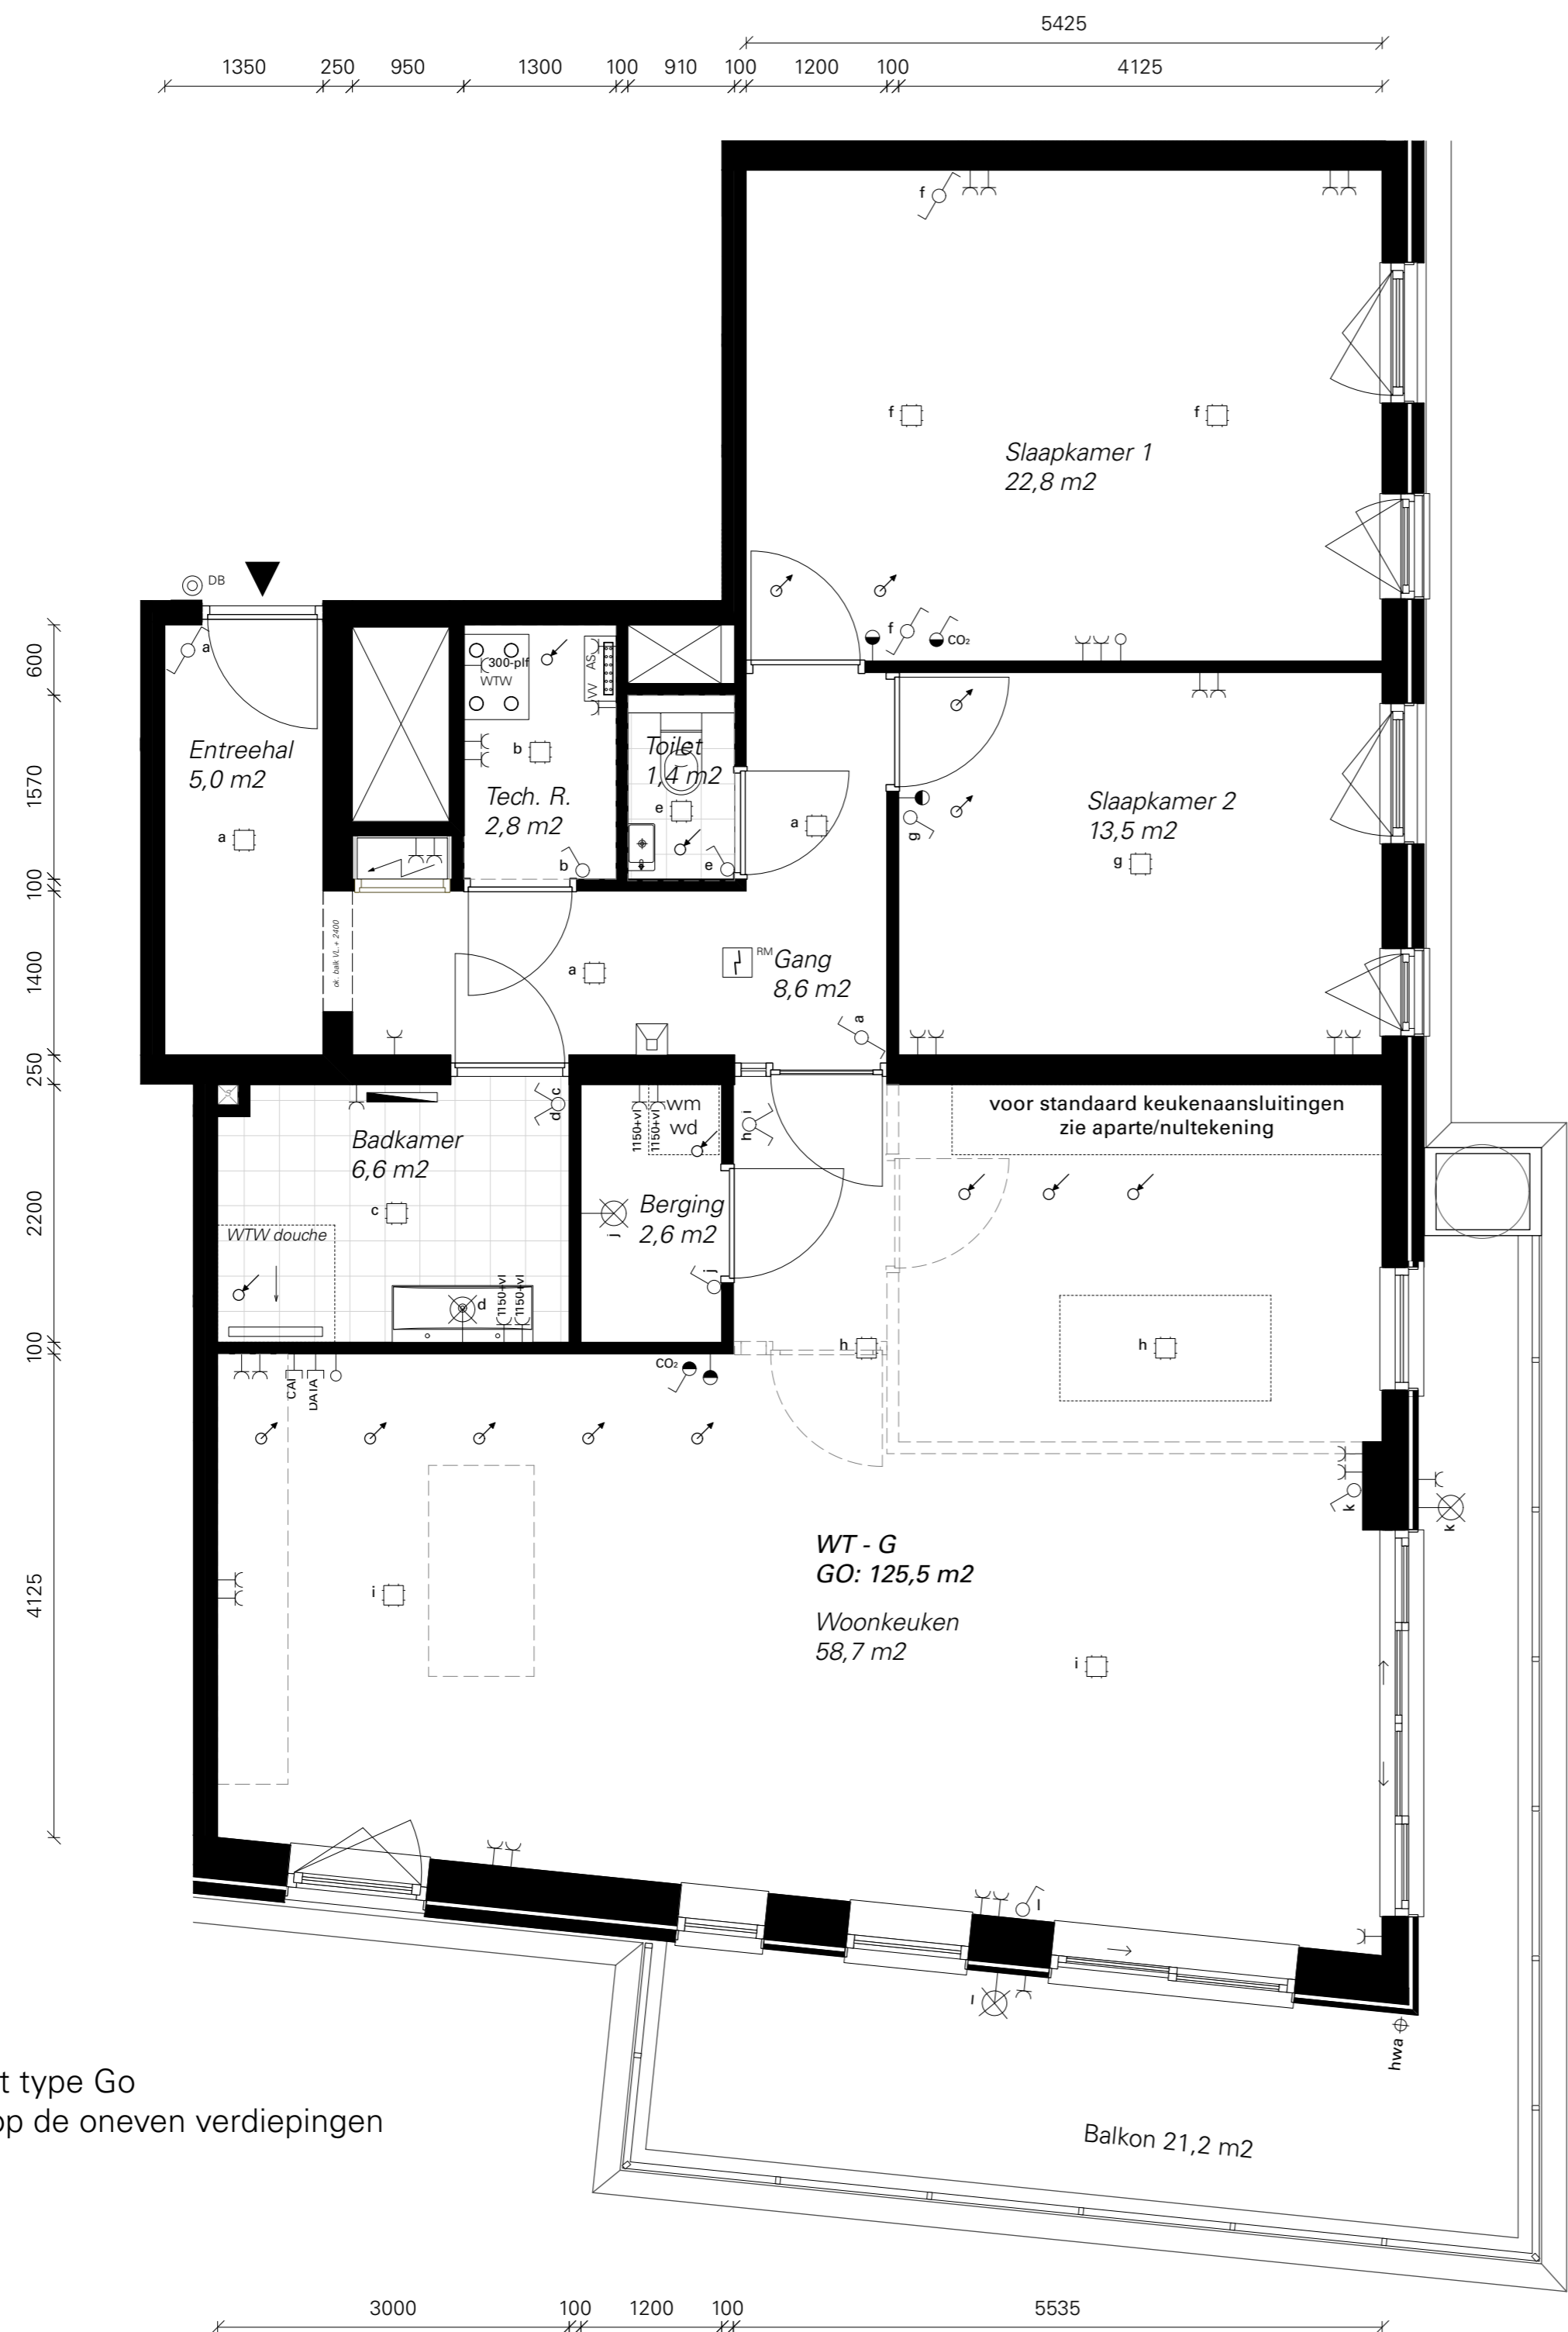 5425
1350 250 950 1300 100 910 100 1200 100 4125
f
f f
Slaapkamer 1
22,8 m2
DB
a
f CO₂
600
1570
100
1400
250
2200
100
4125
300-plf
WTW
VV AS
Entreehal
5,0 m2
a
b
Tech. R.
2,8 m2
b
Toilet
1,4 m2
e
e
a
g
Slaapkamer 2
13,5 m2
g
ok. balk VL.+ 2400
a
RM
Gang
8,6 m2
a
voor standaard keukenaansluitingen
zie aparte/nultekening
d c
1150+vl
1150+vl
wm
wd
h i
Badkamer
6,6 m2
c
WTW douche
d
1150+vl
1150+vl
Berging
2,6 m2
j
j
h
h
CAI
DATA
CO₂
k
k
WT - G
GO: 125,5 m2
Woonkeuken
58,7 m2
i
i
l
l
hwa
t type Go
op de oneven verdiepingen
Balkon 21,2 m2
3000 100 1200 100 5535